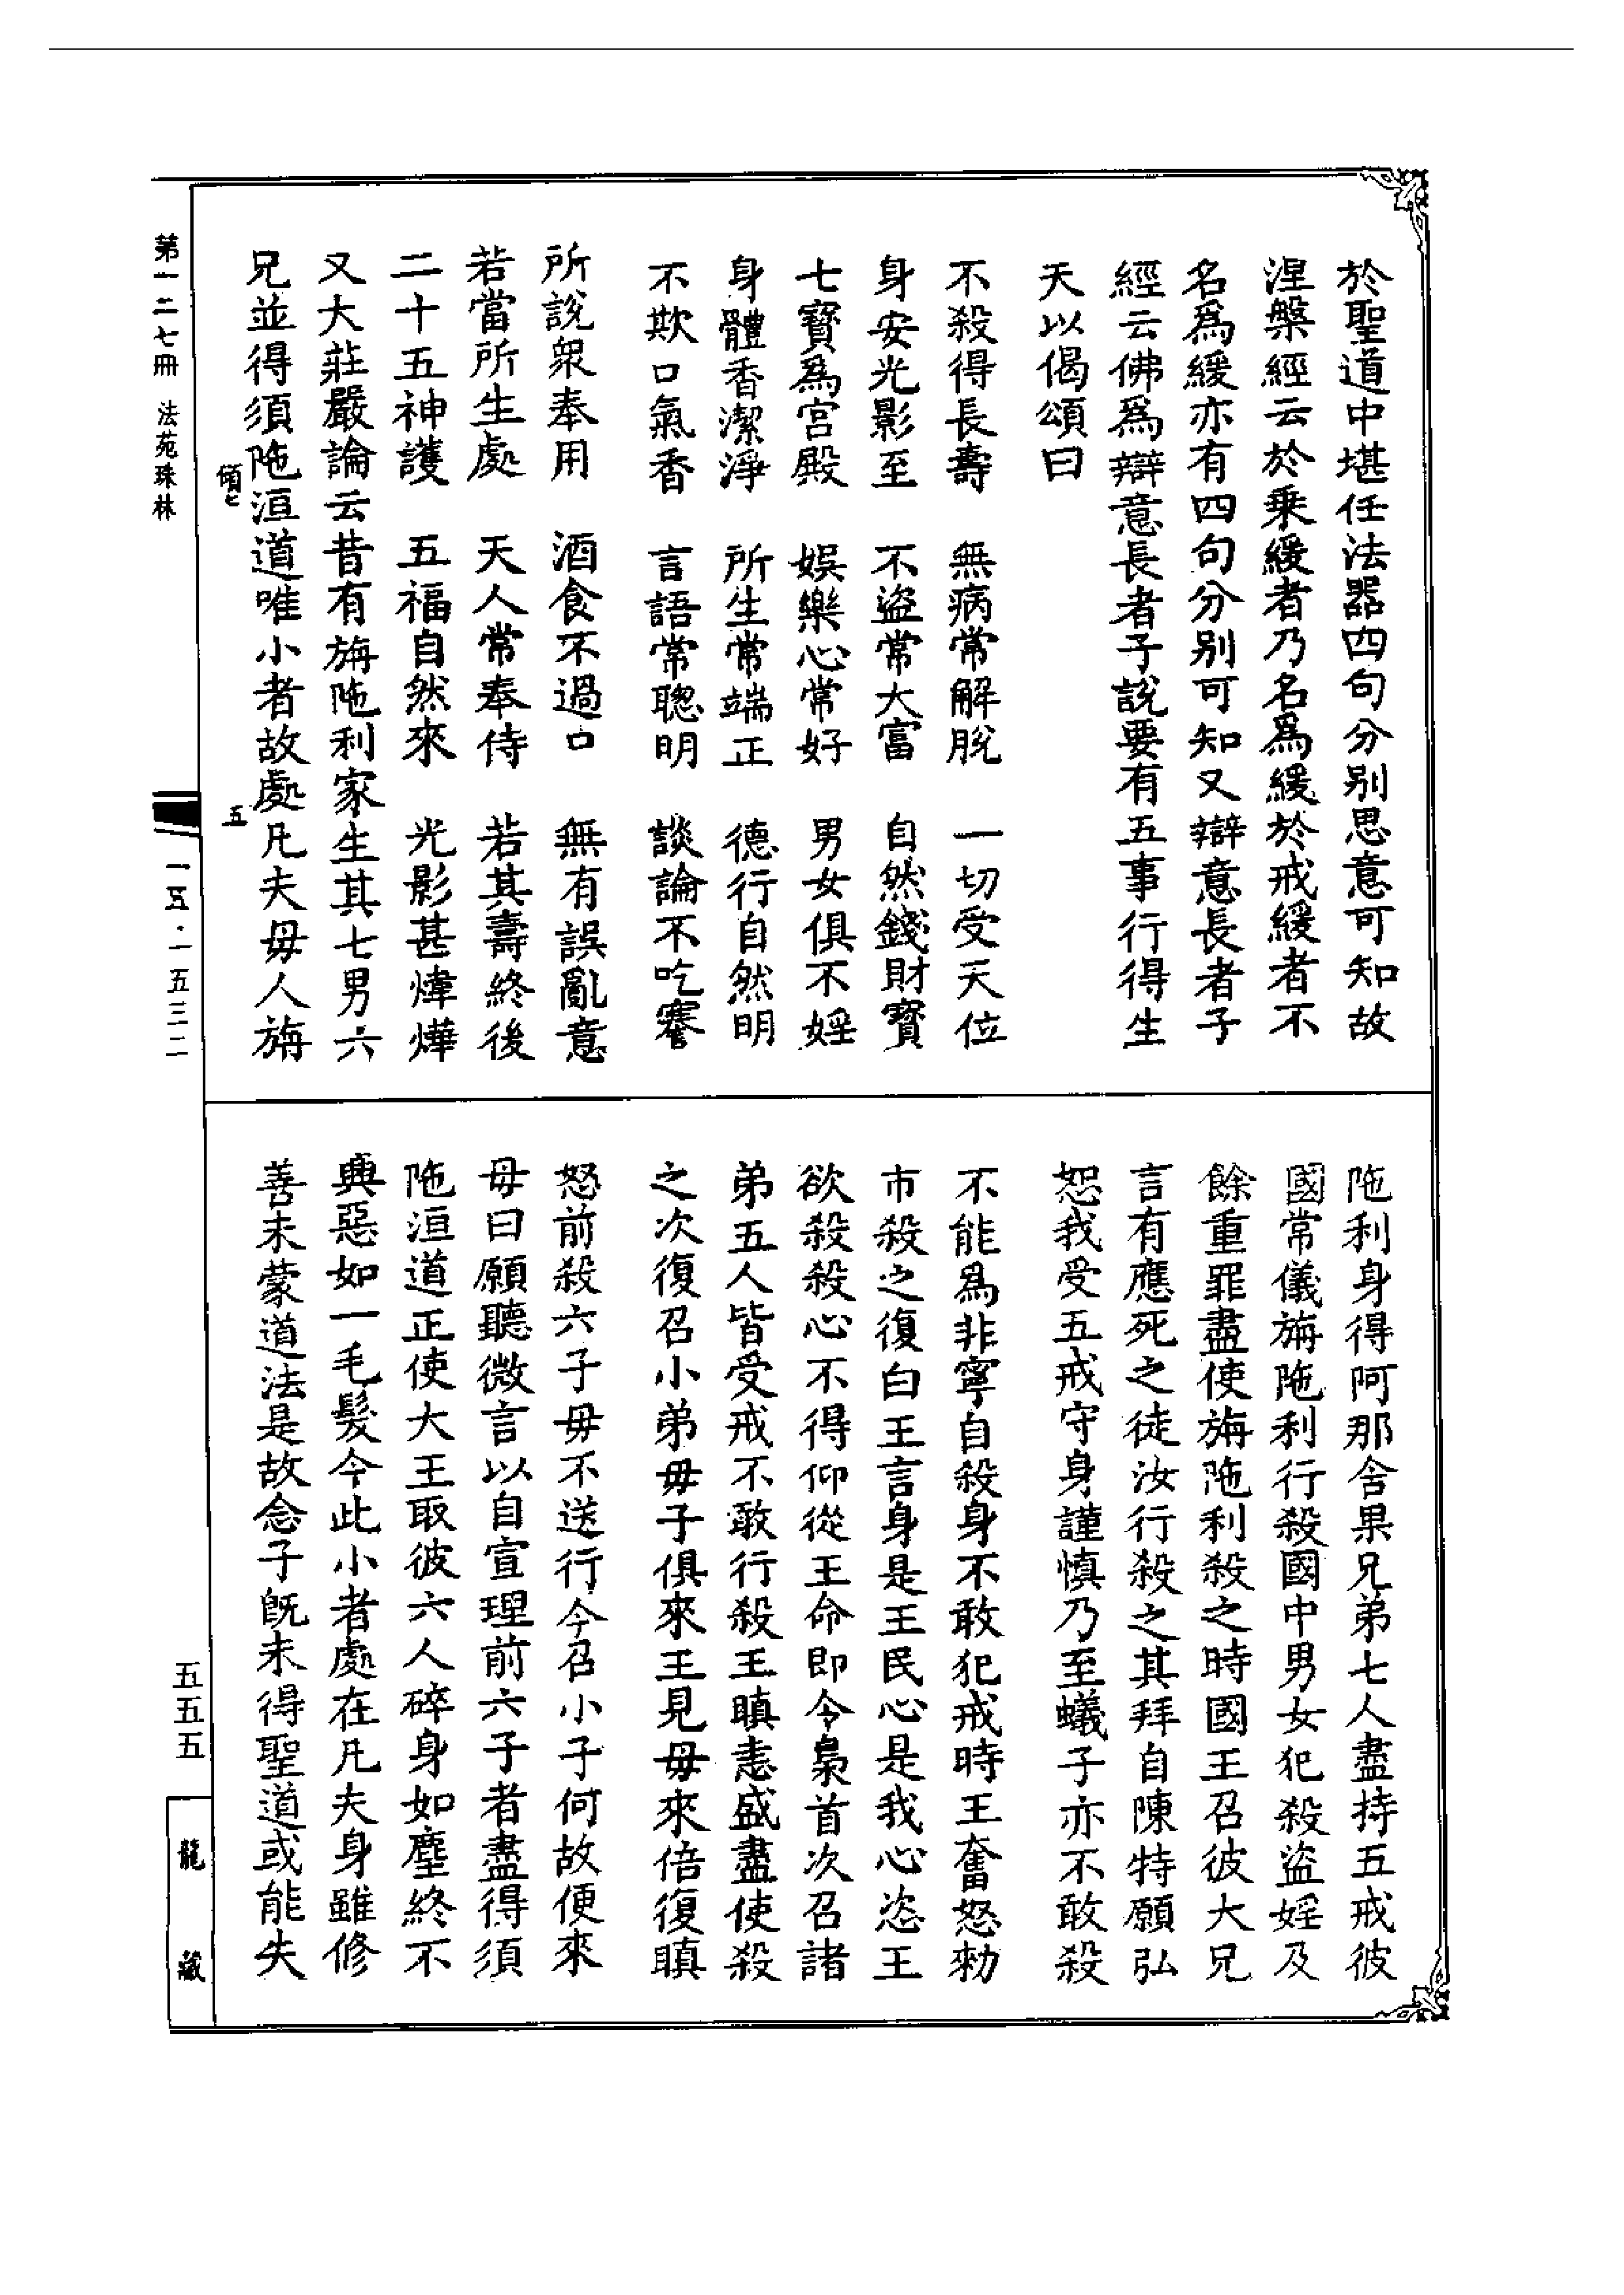 於聖道中堪任法器四句分别思意可知故
涅槃經云於乗緩者乃名爲緩於戒緩者不
名爲緩亦有四句分别可知又辯意長者子
經云佛爲辯意長者子說要有五事行得生
天以偈頌曰
不殺得長壽　無病常解脫　一切受天位
身安光影至　不盜常大富　自然錢財寶
七寳爲宫殿　娱樂心常好　男女俱不婬
身體香潔淨　所生常端正　德行自然明
不欺口氣香　言語常聰明　談論不吃謇
所說衆奉用　酒食不過口　無有誤亂意
若當所生處　天人常奉侍　若其壽終後
二十五神護　五福自然來　光影甚煒燁
又大莊嚴論云昔有旃陁利家生其七男六
兄並得須陁洹道唯小者故處凡夫毋人旃
陁利身得阿那含果兄弟七人盡持五戒彼
國常儀旃陁利行殺國中男女犯殺盜婬及
餘重罪盡使旃陁利殺之時國王召彼大兄
言有應死之徒汝行殺之其拜自陳特願弘
恕我受五戒守身謹慎乃至蟻子亦不敢殺
不能爲非寧自殺身不敢犯戒時王奮怒勑
市殺之復白王言身是王民心是我心恣王
欲殺殺心不得仰從王命即令梟首次召諸
弟五人皆受戒不敢行殺王瞋恚盛盡使殺
之次復召小弟毋子俱來王見毋來倍復瞋
怒前殺六子毋不送行今召小子何故便來
毋曰願聽微言以自宣理前六子者盡得須
陁洹道正使大王取彼六人碎身如塵終不
興惡如一毛髮今此小者處在凡夫身雖修
善未蒙道法是故念子旣未得聖道或能失
第一二七冊　法苑珠林
傾七
五
一五·一五三二
五五五
龍藏